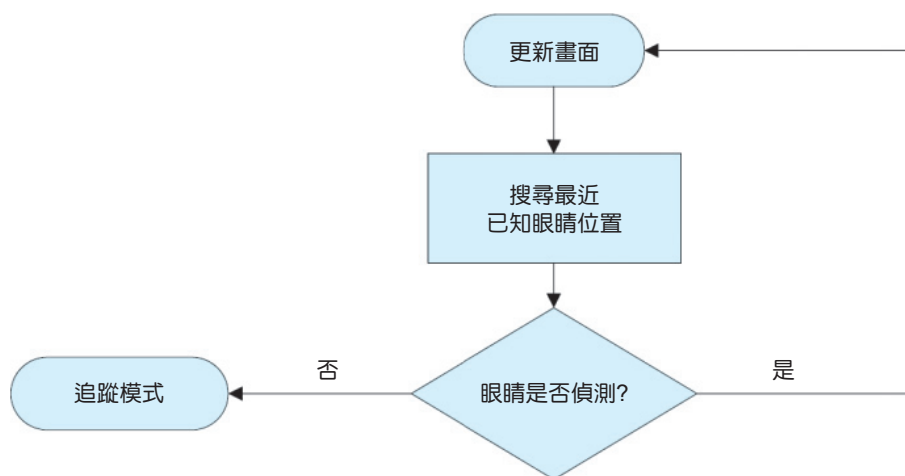 更新畫面
搜尋最近
已知眼睛位置
否
是
追蹤模式
眼睛是否偵測?